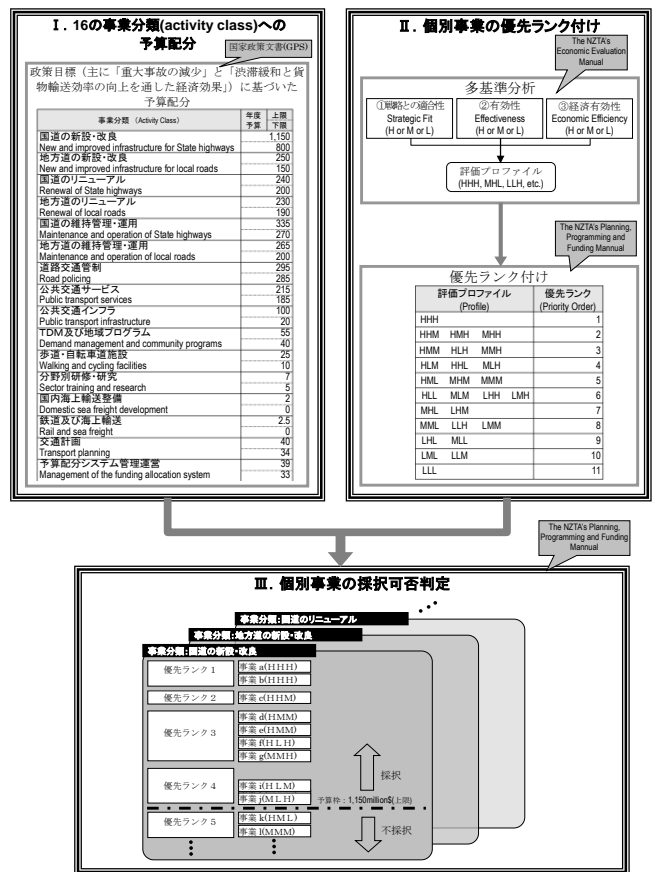 Ⅰ. 16の事業分類(activity class)への
予算配分
国家政策文書(GPS)
政策目標（主に「重大事故の減少」と「渋滞緩和と貨
物輸送効率の向上を通した経済効果」）に基づいた
予算配分
事業分類 (Activity Class) 年度予算 上限 下限
国道の新設・改良 1,150
New and improved infrastructure for State highways 800
地方道の新設・改良 250
New and improved infrastructure for local roads 150
国道のリニューアル 240
Renewal of State highways 200
地方道のリニューアル 230
Renewal of local roads 190
国道の維持管理・運用 335
Maintenance and operation of State highways 270
地方道の維持管理・運用 265
Maintenance and operation of local roads 200
道路交通管制 295
Road policing 285
公共交通サービス 215
Public transport services 185
公共交通インフラ 100
Public transport infrastructure 20
TDM及び地域プログラム 55
Demand management and community programs 40
歩道・自転車道施設 25
Walking and cycling facilities 10
分野別研修・研究 7
Sector training and research 5
国内海上輸送整備 2
Domestic sea freight development 0
鉄道及び海上輸送 2.5
Rail and sea freight 0
交通計画 40
Transport planning 34
予算配分システム管理運営 39
Management of the funding allocation system 33
Ⅱ. 個別事業の優先ランク付け
The NZTA's
Economic Evaluation
Manual
多基準分析
①戦略との適合性
Strategic Fit
(H or M or L)
②有効性
Effectiveness
(H or M or L)
③経済有効性
Economic Efficiency
(H or M or L)
評価プロファイル
(HHH, MHL, LLH, etc.)
The NZTA's Planning,
Programing and
Funding Mannual
優先ランク付け
評価プロファイル 優先ランク
(Profile) (Priority Order)
HHH 1
HHM HMH MHH 2
HMM HLH MMH 3
HLM HHL MLH 4
HML MHM MMM 5
HLL MLM LHH LMH 6
MHL LHM 7
MML LLH LMM 8
LHL MLL 9
LML LLM 10
LLL 11
The NZTA's Planning,
Programing and Funding
Mannual
Ⅲ. 個別事業の採択可否判定
事業分類:国道のリニューアル
事業分類:地方道の新設・改良
事業分類:国道の新設・改良
優先ランク１ 事業 a(HHH)
事業 b(HHH)
優先ランク２ 事業 c(HHM)
優先ランク３ 事業 d(HMM)
事業 e(HMM)
事業 f(HLH)
事業 g(MMH)
採択
優先ランク４ 事業 i(HLM)
事業 j(MLH)
予算枠：1,150million$(上限)
優先ランク５ 事業 k(HML)
事業 l(MMM)
不採択